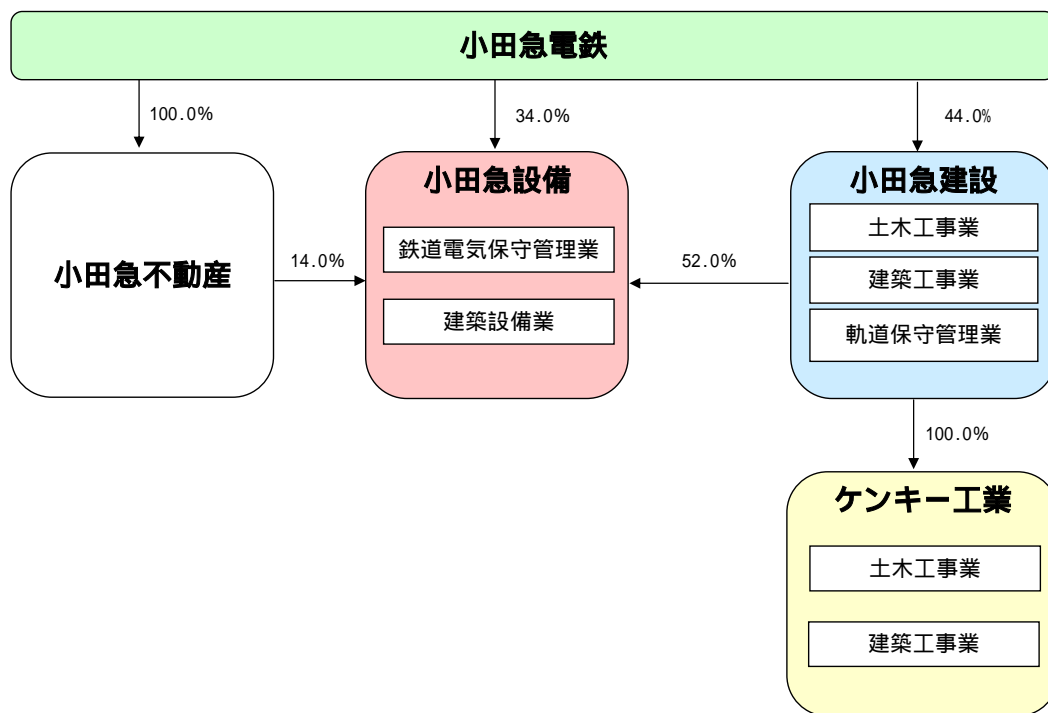 小田急電鉄
100.0%
34.0%
44.0%
小田急不動産
14.0%
小田急設備
鉄道電気保守管理業
建築設備業
52.0%
小田急建設
土木工事業
建築工事業
軌道保守管理業
100.0%
ケンキー工業
土木工事業
建築工事業